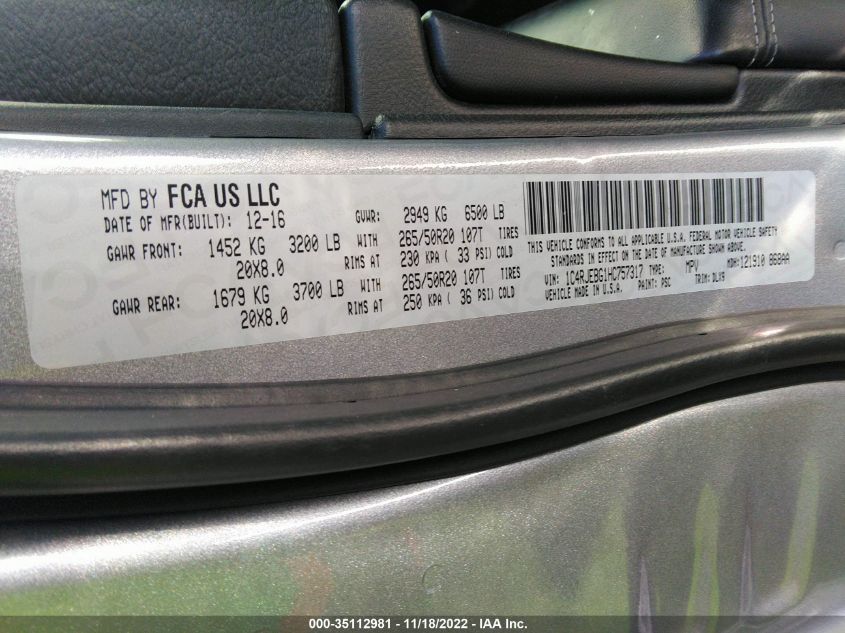 MFD BY FCA US LLC
DATE OF MFR(BUILT): 12-16 GVWR: 2949 KG 6500 LB
GAWR FRONT: 1452 KG 3200 LB WITH 265/50R20 107T TIRES
20X8.0 RIMS AT 230 KPA ( 33 PSI) COLD
GAWR REAR: 1679 KG 3700 LB WITH 265/50R20 107T TIRES
20X8.0 RIMS AT 250 KPA ( 36 PSI) COLD
THIS VEHICLE CONFORMS TO ALL APPLICABLE U.S.A. FEDERAL MOTOR VEHICLE SAFETY
STANDARDS IN EFFECT ON THE DATE OF MANUFACTURE SHOWN ABOVE.
VIN: 1C4RJEBG1HC757317 TYPE: MPV MDH: 121910 868AA
VEHICLE MADE IN U.S.A. PAINT: PSC TRIM: DLX9
000-35112981 - 11/18/2022 - IAA Inc.